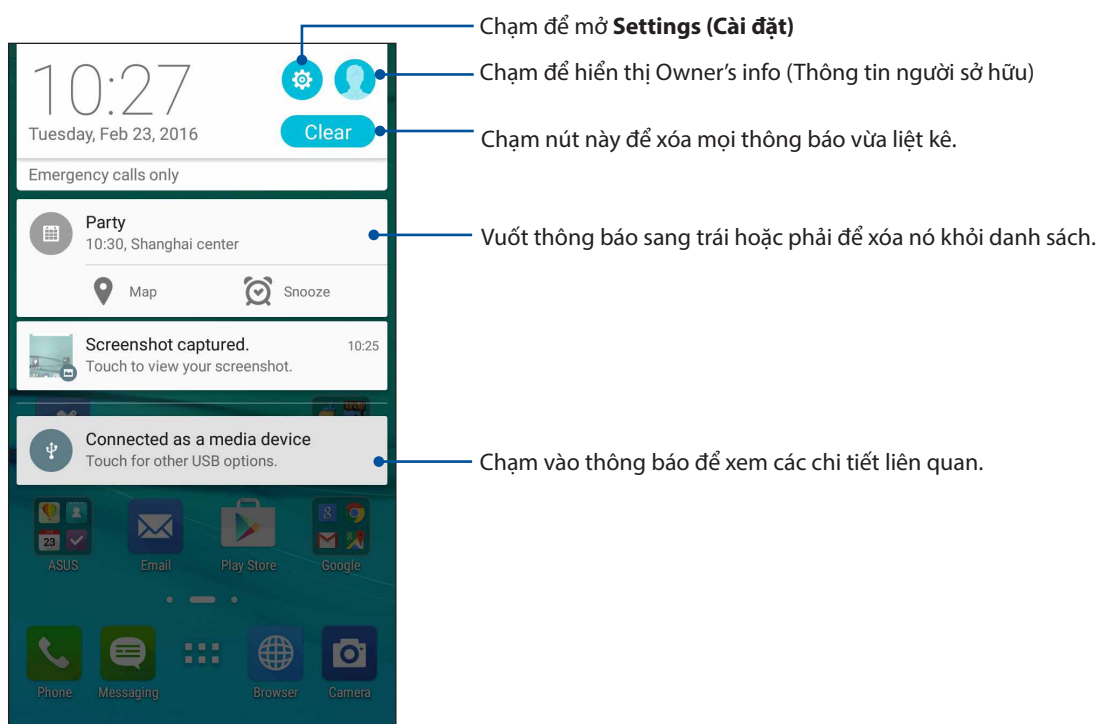 Chạm để mở Settings (Cài đặt)
10:27
Chạm để hiển thị Owner's info (Thông tin người sở hữu)
Tuesday, Feb 23, 2016
Clear
Chạm nút này để xóa mọi thông báo vừa liệt kê.
Emergency calls only
Party
10:30, Shanghai center
Vuốt thông báo sang trái hoặc phải để xóa nó khỏi danh sách.
Map
Snooze
Screenshot captured.
10:25
Touch to view your screenshot.
Connected as a media device
Touch for other USB options.
Chạm vào thông báo để xem các chi tiết liên quan.
23
8
ASUS
Email
Play Store
Google
Phone
Messaging
Browser
Camera